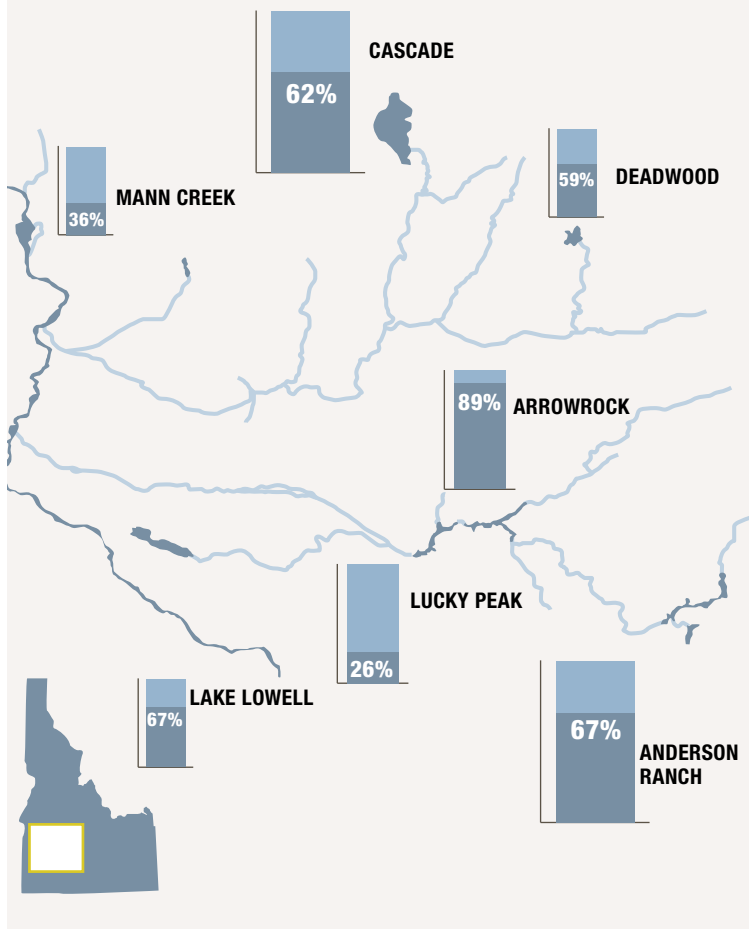 CASCADE
62%
DEADWOOD
59%
MANN CREEK
36%
89%
ARROWROCK
LUCKY PEAK
26%
LAKE LOWELL
67%
67%
ANDERSON
RANCH